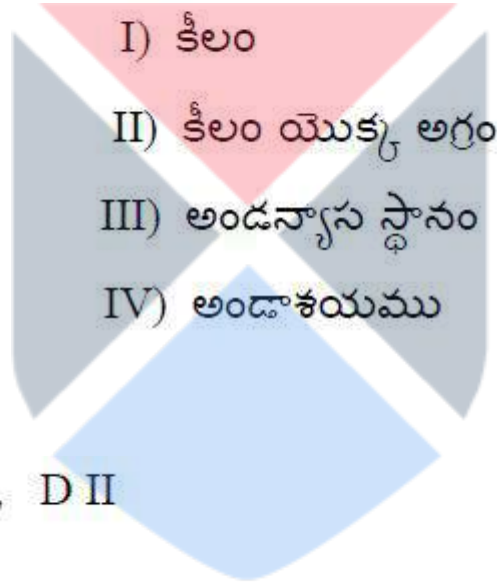 I) కీలం
II) కీలం యొక్క అగ్రం
III) అండన్యాస స్థానం
IV) అండాశయము
, D II